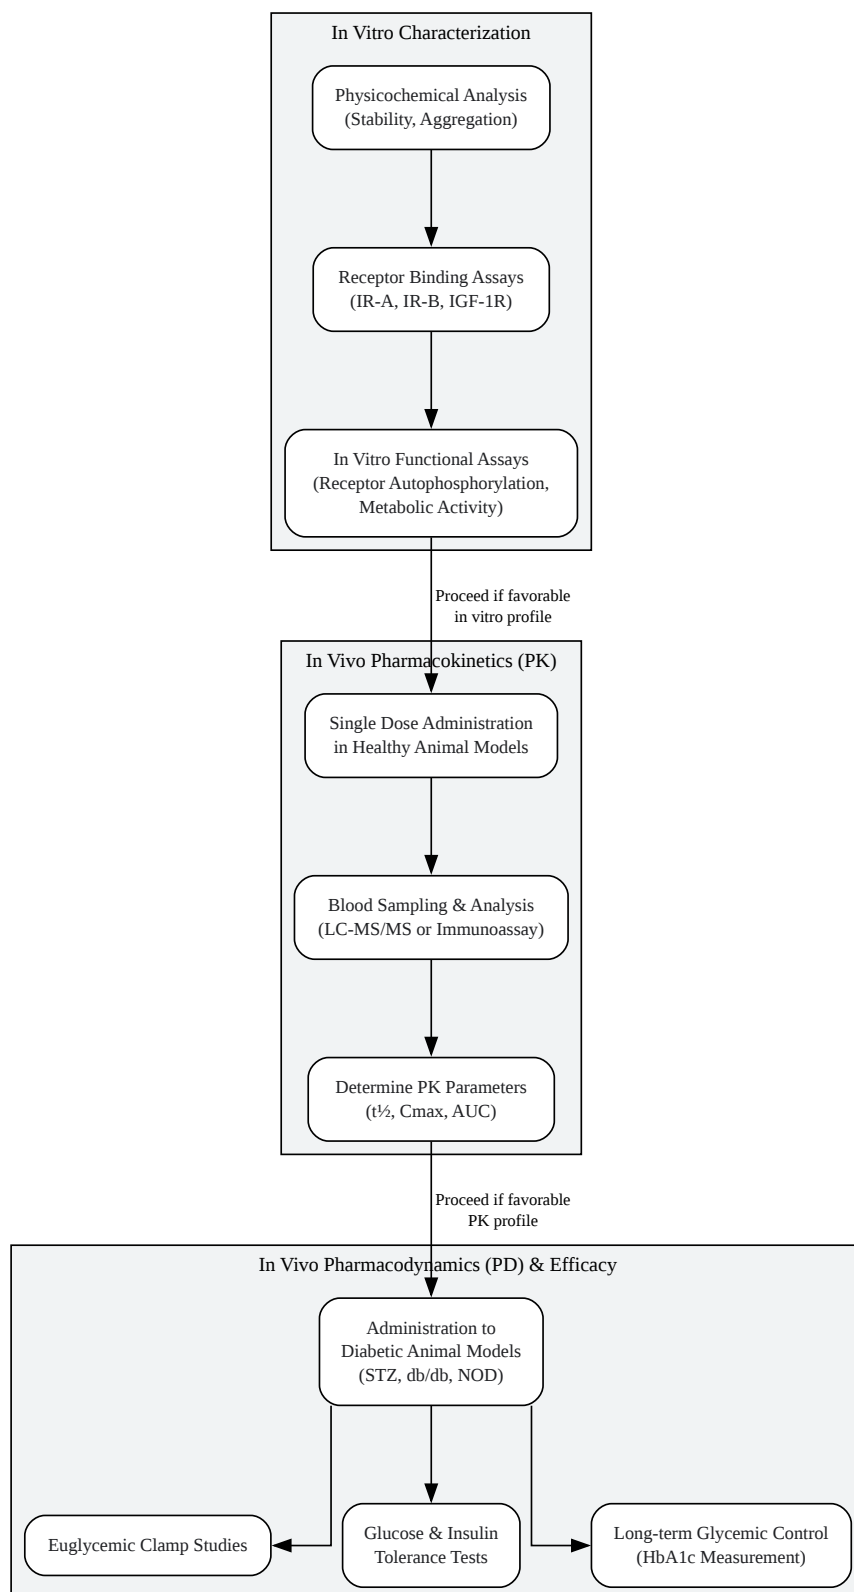 In Vitro Characterization
Physicochemical Analysis
(Stability, Aggregation)
Receptor Binding Assays
(IR-A, IR-B, IGF-1R)
In Vitro Functional Assays
(Receptor Autophosphorylation,
Metabolic Activity)
Proceed if favorable
in vitro profile
In Vivo Pharmacokinetics (PK)
Single Dose Administration
in Healthy Animal Models
Blood Sampling & Analysis
(LC-MS/MS or Immunoassay)
Determine PK Parameters
(t½, Cmax, AUC)
Proceed if favorable
PK profile
In Vivo Pharmacodynamics (PD) & Efficacy
Administration to
Diabetic Animal Models
(STZ, db/db, NOD)
Euglycemic Clamp Studies
Glucose & Insulin
Tolerance Tests
Long-term Glycemic Control
(HbA1c Measurement)